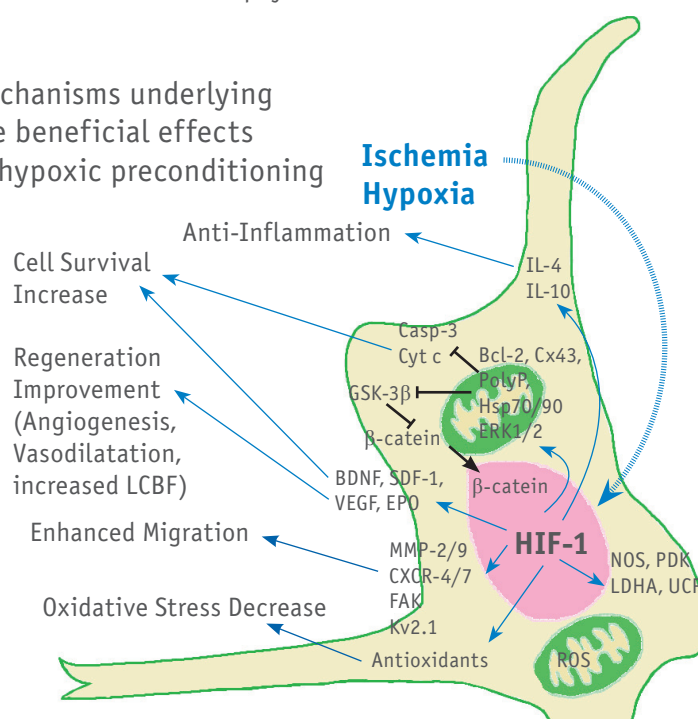 chanisms underlying
e beneficial effects
hypoxic preconditioning
Ischemia
Hypoxia
Anti-Inflammation
IL-4
IL-10
Cell Survival
Increase
Casp-3
Cyt c
Bcl-2, Cx43,
PolyP,
Hsp70/90
ERK1/2
Regeneration
Improvement
(Angiogenesis,
Vasodilatation,
increased LCBF)
GSK-3β
β-catein
BDNF, SDF-1,
VEGF, EPO
β-catein
Enhanced Migration
HIF-1
MMP-2/9
CXCR-4/7
FAK
Kv2.1
NOS, PDK
LDHA, UCP
Oxidative Stress Decrease
Antioxidants
ROS